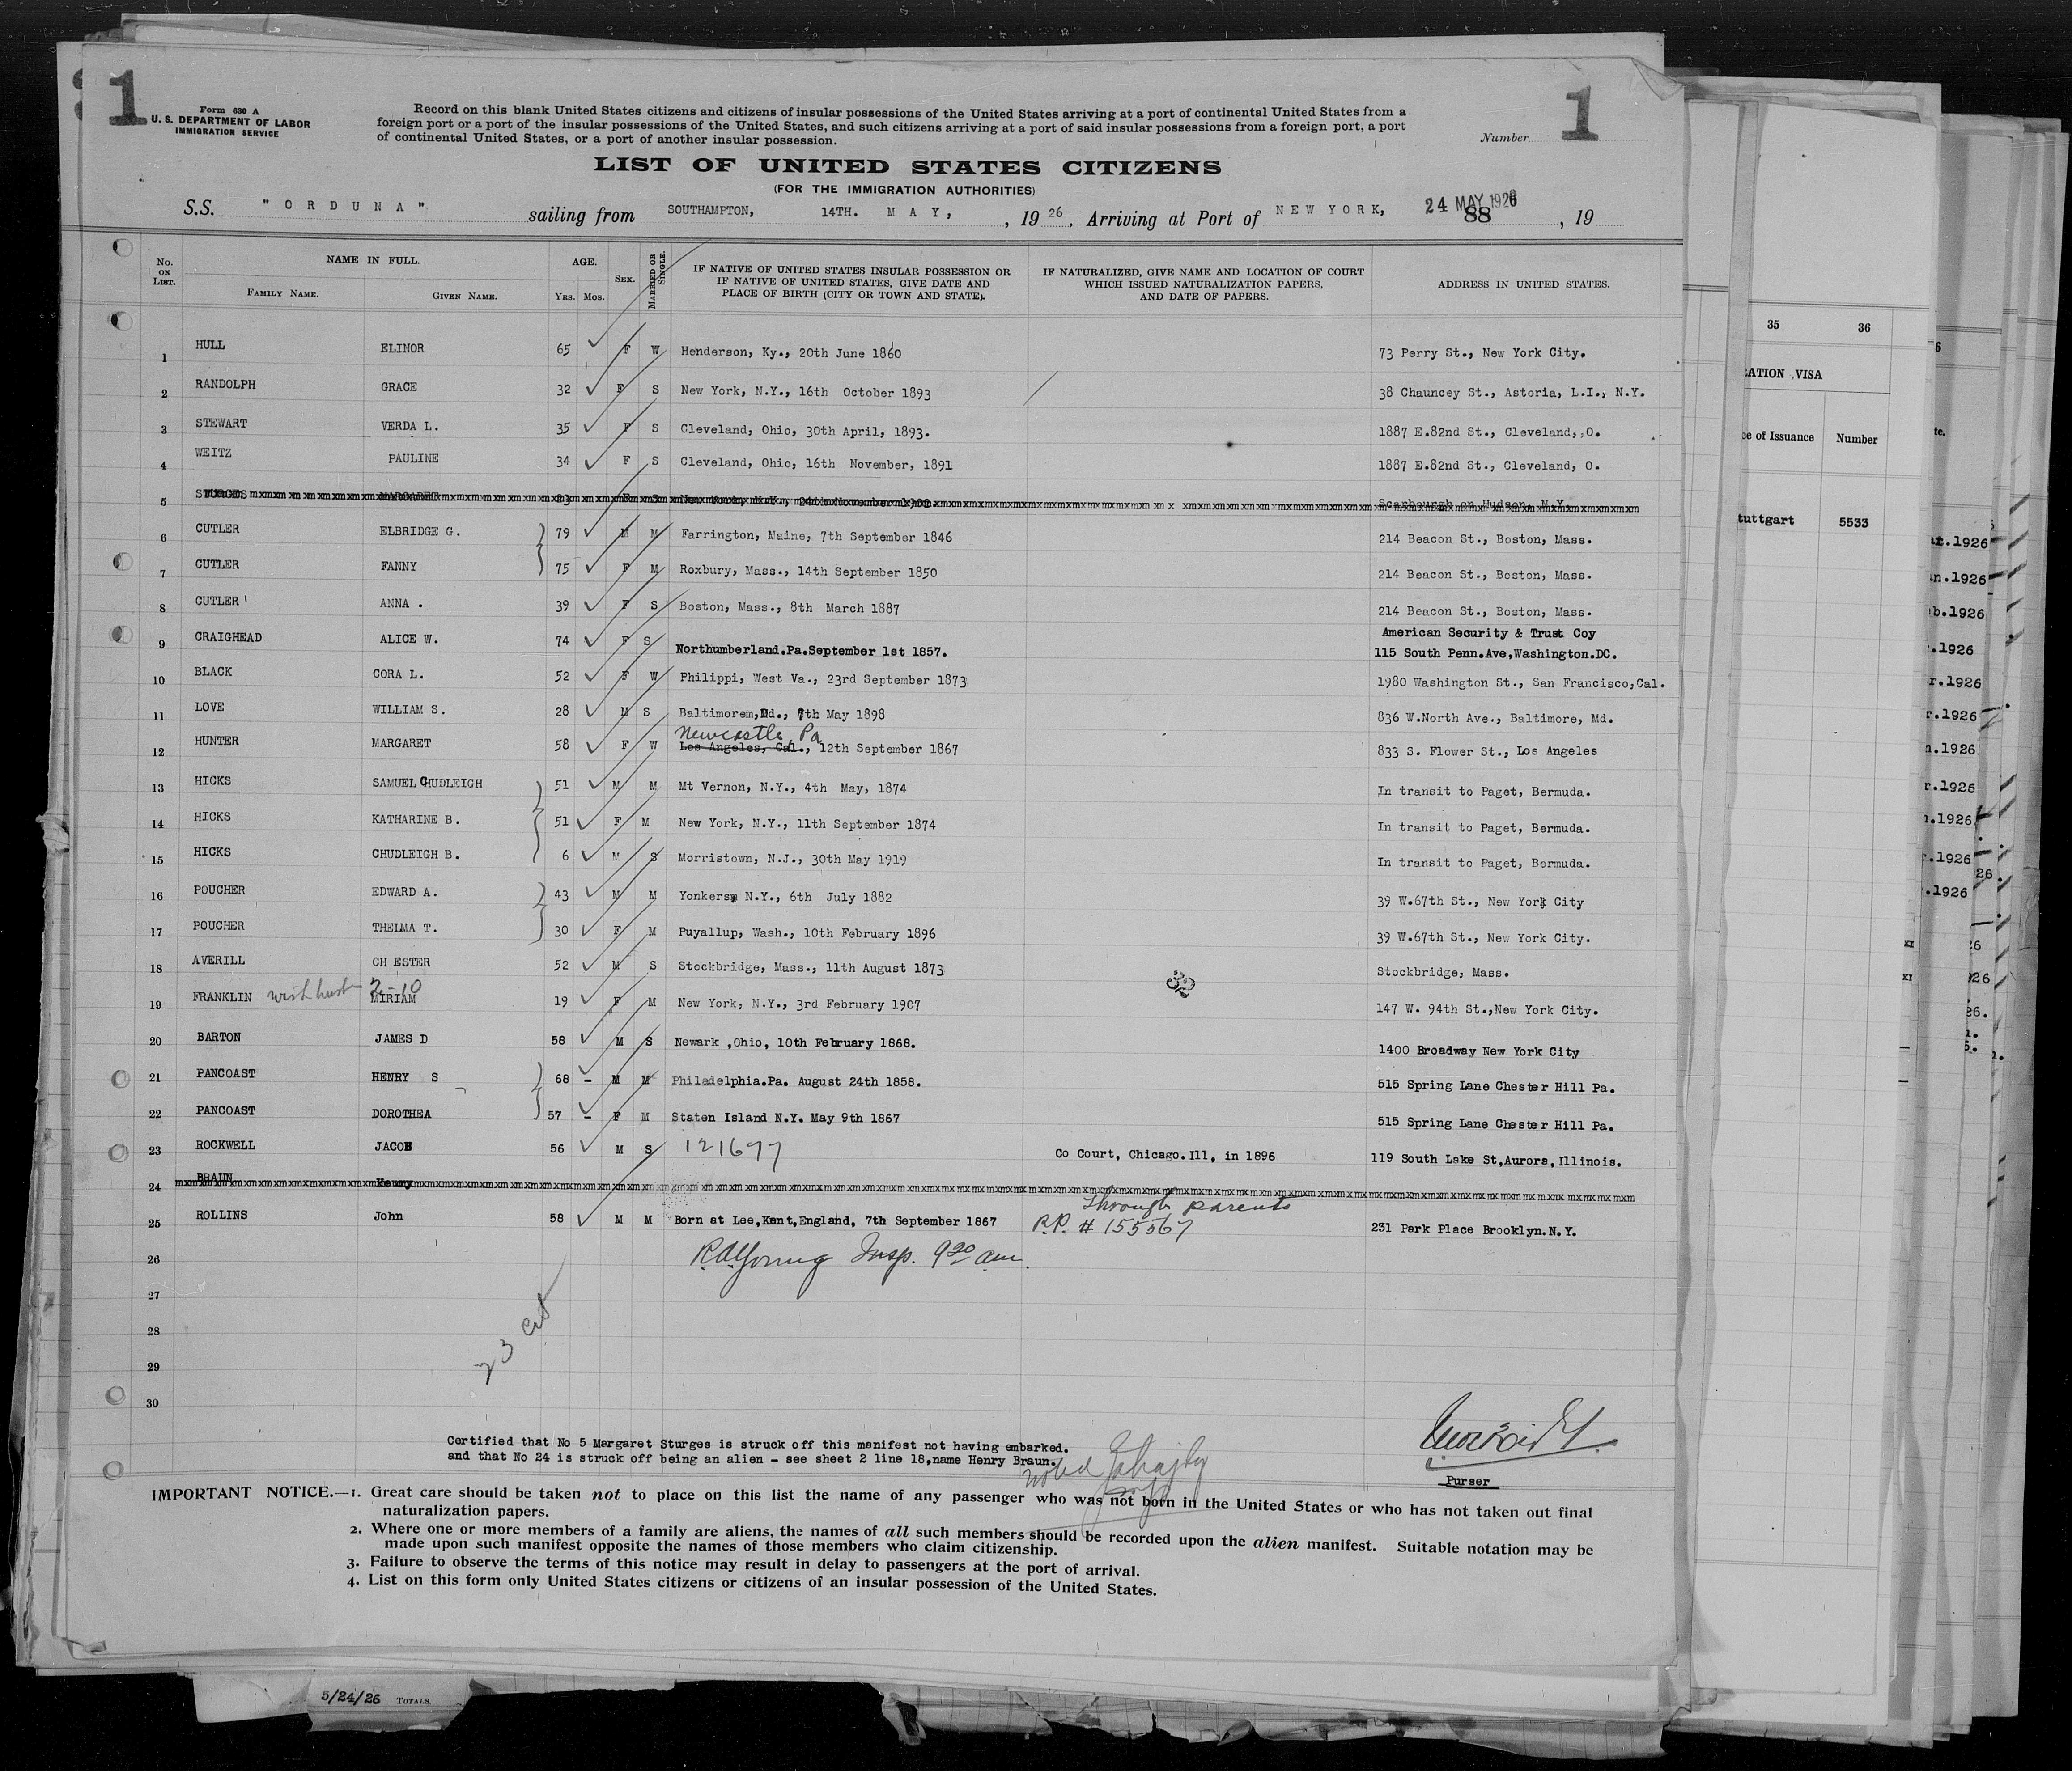 1
1
Form 630 A
U. S. DEPARTMENT OF LABOR
IMMIGRATION SERVICE
Record on this blank United States citizens and citizens of insular possessions of the United States arriving at a port of continental United States from a
foreign port or a port of the insular possessions of the United States, and such citizens arriving at a port of said insular possessions from a foreign port, a port
of continental United States, or a port of another insular possession.
Number
LIST OF UNITED STATES CITIZENS
(FOR THE IMMIGRATION AUTHORITIES)
S.S. "ORDUNA" sailing from SOUTHAMPTON, 14TH. MAY, , 19 26 , Arriving at Port of NEW YORK, 24 MAY 1926 88 , 19
No. ON LIST. NAME IN FULL. FAMILY NAME. GIVEN NAME. AGE. YRS. MOS. SEX. MARRIED OR SINGLE. IF NATIVE OF UNITED STATES INSULAR POSSESSION OR IF NATIVE OF UNITED STATES, GIVE DATE AND PLACE OF BIRTH (CITY OR TOWN AND STATE). IF NATURALIZED, GIVE NAME AND LOCATION OF COURT WHICH ISSUED NATURALIZATION PAPERS, AND DATE OF PAPERS. ADDRESS IN UNITED STATES.
1 HULL ELINOR 65 F W Henderson, Ky., 20th June 1860 73 Perry St., New York City.
2 RANDOLPH GRACE 32 F S New York, N.Y., 16th October 1893 38 Chauncey St., Astoria, L.I., N.Y.
3 STEWART VERDA L. 35 F S Cleveland, Ohio, 30th April, 1893. 1887 E.82nd St., Cleveland, O.
4 WEITZ PAULINE 34 F S Cleveland, Ohio, 16th November, 1891 1887 E.82nd St., Cleveland, O.
5 STURGES MARGARET 23 F S New York, N.Y., November 1902. Scarbourgh on Hudson, N.Y.
6 CUTLER ELBRIDGE G. 79 M M Farrington, Maine, 7th September 1846 214 Beacon St., Boston, Mass.
7 CUTLER FANNY 75 F M Roxbury, Mass., 14th September 1850 214 Beacon St., Boston, Mass.
8 CUTLER ANNA . 39 F S Boston, Mass., 8th March 1887 214 Beacon St., Boston, Mass.
9 CRAIGHEAD ALICE W. 74 F S Northumberland.Pa.September 1st 1857. American Security & Trust Coy
115 South Penn.Ave,Washington.DC.
10 BLACK CORA L. 52 F W Philippi, West Va., 23rd September 1873 1980 Washington St., San Francisco,Cal.
11 LOVE WILLIAM S. 28 M S Baltimorem,Md., 7th May 1898 836 W.North Ave., Baltimore, Md.
Newcastle, Pa
12 HUNTER MARGARET 58 F W Los Angeles, Cal., 12th September 1867 833 S. Flower St., Los Angeles
13 HICKS SAMUEL CHUDLEIGH 51 M M Mt Vernon, N.Y., 4th May, 1874 In transit to Paget, Bermuda.
14 HICKS KATHARINE B. 51 F M New York, N.Y., 11th September 1874 In transit to Paget, Bermuda.
15 HICKS CHUDLEIGH B. 6 M S Morristown, N.J., 30th May 1919 In transit to Paget, Bermuda.
16 POUCHER EDWARD A. 43 M M Yonkers, N.Y., 6th July 1882 39 W.67th St., New York City
17 POUCHER THELMA T. 30 F M Puyallup, Wash., 10th February 1896 39 W.67th St., New York City.
18 AVERILL CH ESTER 52 M S Stockbridge, Mass., 11th August 1873 Stockbridge, Mass.
32
19 FRANKLIN with husb 2-10 MIRIAM 19 F M New York, N.Y., 3rd February 1907 147 W. 94th St.,New York City.
20 BARTON JAMES D 58 M S Newark ,Ohio, 10th February 1868. 1400 Broadway New York City
21 PANCOAST HENRY S 68 - M M Philadelphia.Pa. August 24th 1858. 515 Spring Lane Chester Hill Pa.
22 PANCOAST DOROTHEA 57 - F M Staten Island N.Y. May 9th 1867 515 Spring Lane Chester Hill Pa.
23 ROCKWELL JACOB 56 M S 121677 Co Court, Chicago.Ill, in 1896 119 South Lake St,Aurora,Illinois.
24 BRAUN Henry
Through parents
25 ROLLINS John 58 M M Born at Lee,Kent,England, 7th September 1867 P.P. # 155567 231 Park Place Brooklyn.N.Y.
26 R.A.Young Insp. 9 20 am.
27
28
29
30
23 cit
Certified that No 5 Margaret Sturges is struck off this manifest not having embarked.
and that No 24 is struck off being an alien - see sheet 2 line 18,name Henry Braun.
Noted
Purser
IMPORTANT NOTICE.—1. Great care should be taken not to place on this list the name of any passenger who was not born in the United States or who has not taken out final
naturalization papers.
2. Where one or more members of a family are aliens, the names of all such members should be recorded upon the alien manifest. Suitable notation may be
made upon such manifest opposite the names of those members who claim citizenship.
3. Failure to observe the terms of this notice may result in delay to passengers at the port of arrival.
4. List on this form only United States citizens or citizens of an insular possession of the United States.
5/24/26 TOTALS.
35 36
ATION VISA
ce of Issuance Number
tuttgart 5533